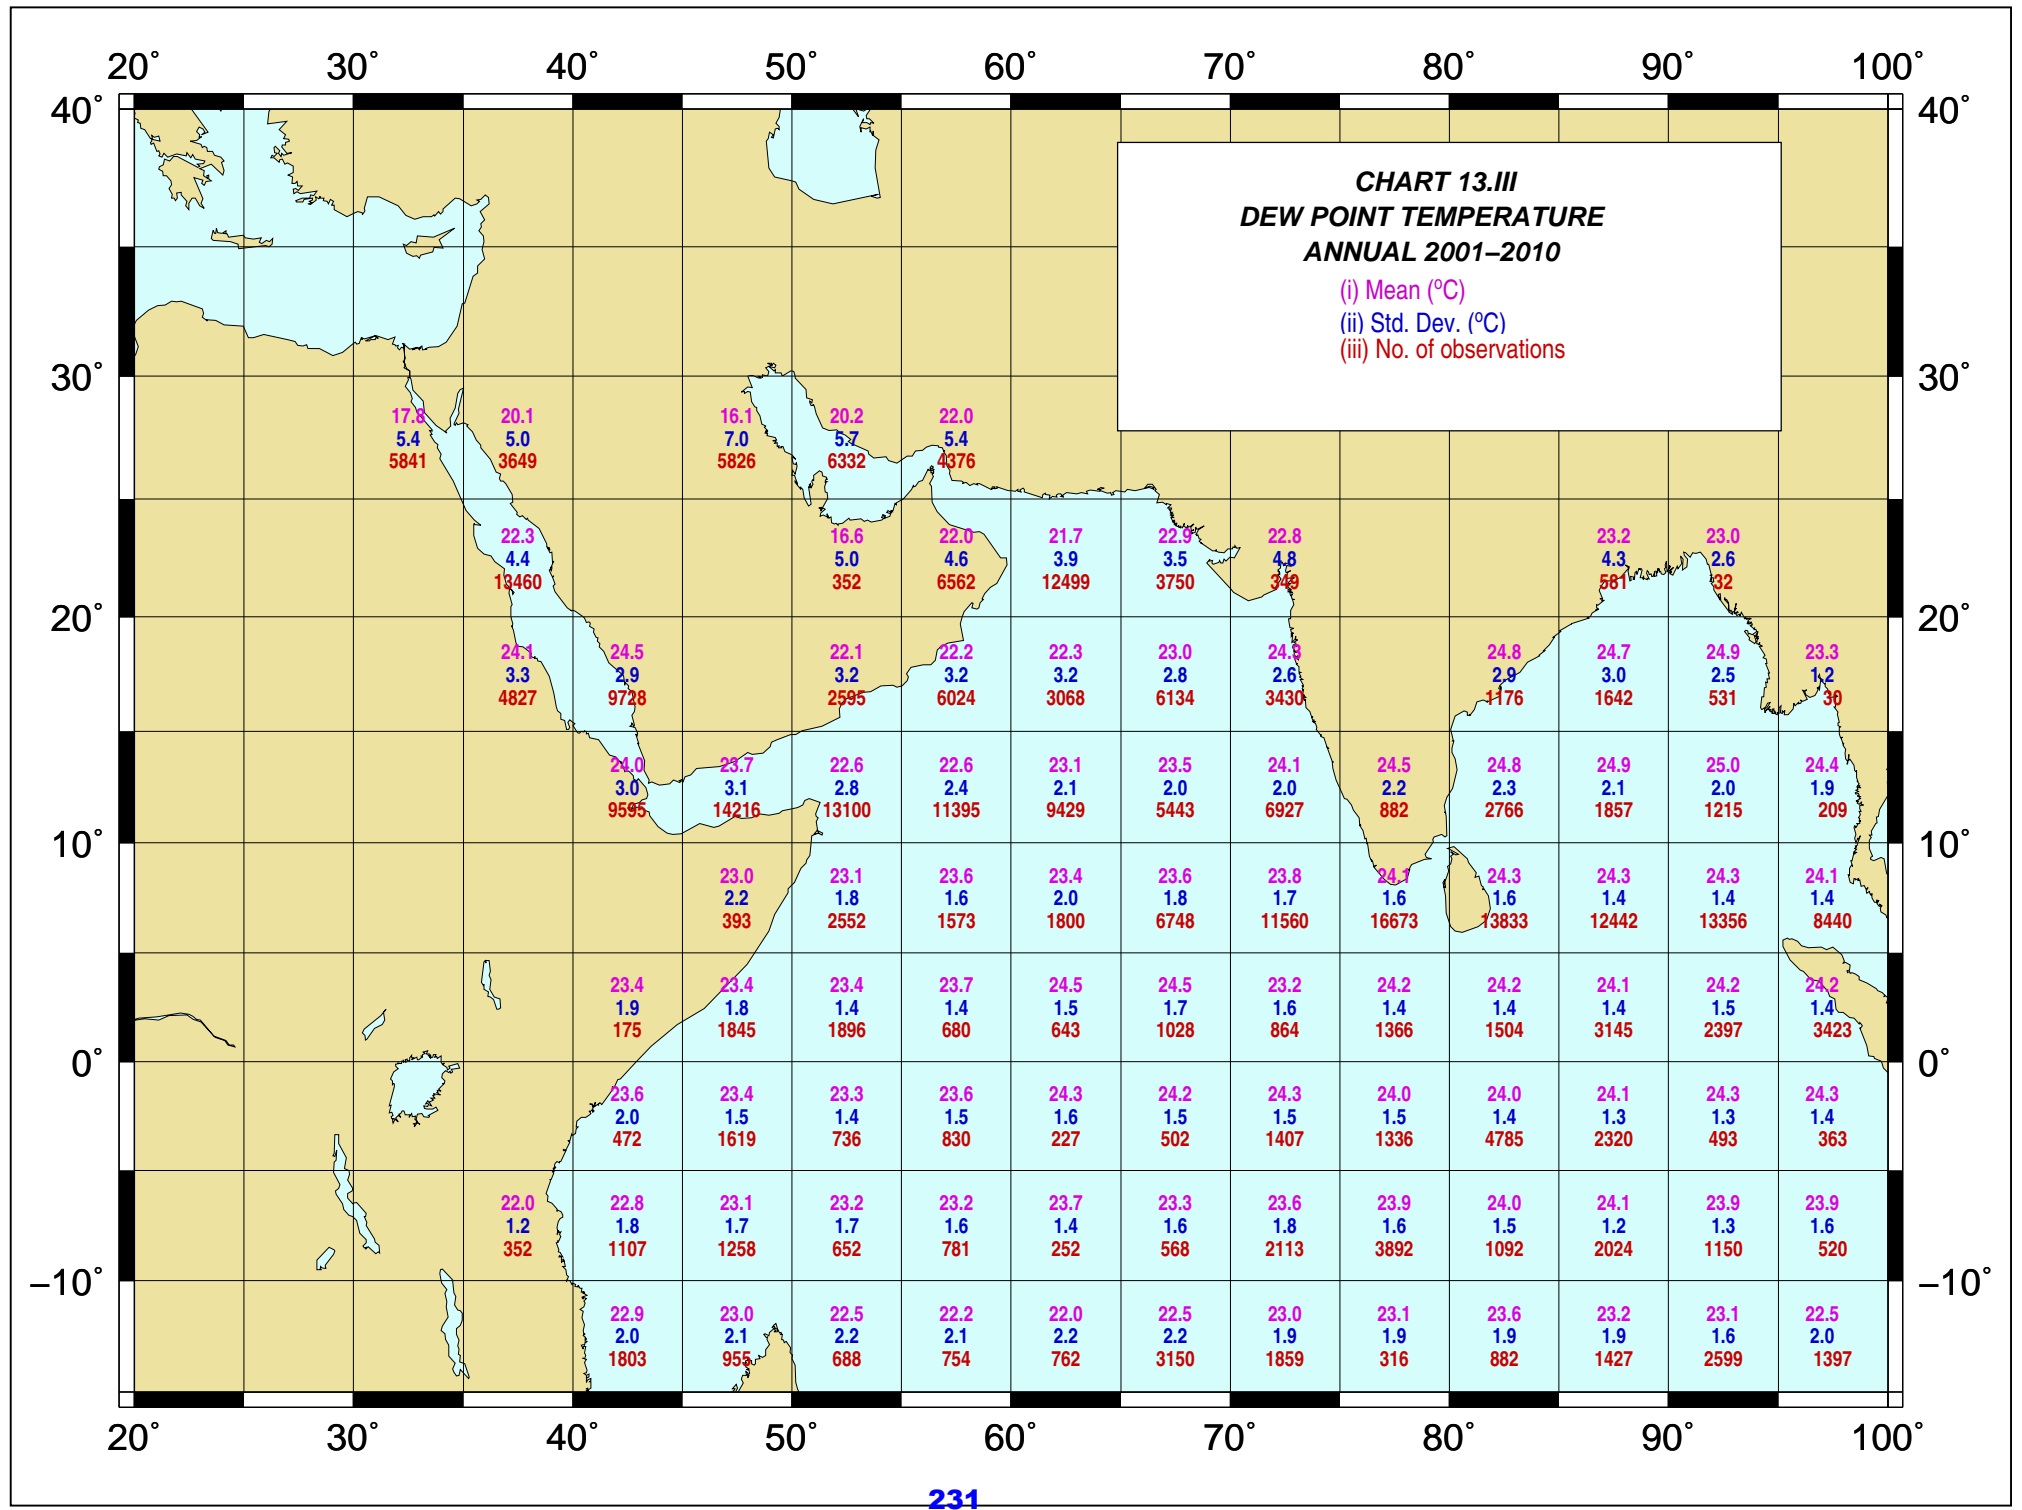 20° 30° 40° 50° 60° 70° 80° 90° 100°
40° 40°
CHART 13.III
DEW POINT TEMPERATURE
ANNUAL 2001–2010
(i) Mean (°C)
(ii) Std. Dev. (°C)
(iii) No. of observations
30° 30°
17.8 20.1 16.1 20.2 22.0
5.4 5.0 7.0 5.7 5.4
5841 3649 5826 6332 4376
22.3 16.6 22.0 21.7 22.9 22.8 23.2 23.0
4.4 5.0 4.6 3.9 3.5 4.8 4.3 2.6
13460 352 6562 12499 3750 349 581 32
20° 20°
24.1 24.5 22.1 22.2 22.3 23.0 24.3 24.8 24.7 24.9 23.3
3.3 2.9 3.2 3.2 3.2 2.8 2.6 2.9 3.0 2.5 1.2
4827 9728 2595 6024 3068 6134 3430 1176 1642 531 30
24.0 23.7 22.6 22.6 23.1 23.5 24.1 24.5 24.8 24.9 25.0 24.4
3.0 3.1 2.8 2.4 2.1 2.0 2.0 2.2 2.3 2.1 2.0 1.9
9595 14216 13100 11395 9429 5443 6927 882 2766 1857 1215 209
10° 10°
23.0 23.1 23.6 23.4 23.6 23.8 24.1 24.3 24.3 24.3 24.1
2.2 1.8 1.6 2.0 1.8 1.7 1.6 1.6 1.4 1.4 1.4
393 2552 1573 1800 6748 11560 16673 13833 12442 13356 8440
23.4 23.4 23.4 23.7 24.5 24.5 23.2 24.2 24.2 24.1 24.2 24.2
1.9 1.8 1.4 1.4 1.5 1.7 1.6 1.4 1.4 1.4 1.5 1.4
175 1845 1896 680 643 1028 864 1366 1504 3145 2397 3423
0° 0°
23.6 23.4 23.3 23.6 24.3 24.2 24.3 24.0 24.0 24.1 24.3 24.3
2.0 1.5 1.4 1.5 1.6 1.5 1.5 1.5 1.4 1.3 1.3 1.4
472 1619 736 830 227 502 1407 1336 4785 2320 493 363
22.0 22.8 23.1 23.2 23.2 23.7 23.3 23.6 23.9 24.0 24.1 23.9 23.9
1.2 1.8 1.7 1.7 1.6 1.4 1.6 1.8 1.6 1.5 1.2 1.3 1.6
352 1107 1258 652 781 252 568 2113 3892 1092 2024 1150 520
–10° –10°
22.9 23.0 22.5 22.2 22.0 22.5 23.0 23.1 23.6 23.2 23.1 22.5
2.0 2.1 2.2 2.1 2.2 2.2 1.9 1.9 1.9 1.9 1.6 2.0
1803 955 688 754 762 3150 1859 316 882 1427 2599 1397
20° 30° 40° 50° 60° 70° 80° 90° 100°
231